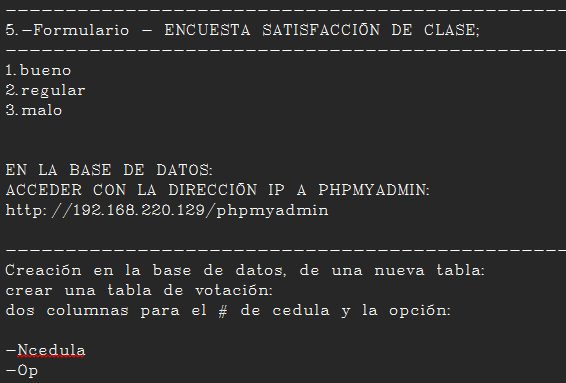 ------------------------------------------------
5.-Formulario - ENCUESTA SATISFACCIÓN DE CLASE;
------------------------------------------------
1.bueno
2.regular
3.malo
EN LA BASE DE DATOS:
ACCEDER CON LA DIRECCIÓN IP A PHPMYADMIN:
http://192.168.220.129/phpmyadmin
------------------------------------------------
Creación en la base de datos, de una nueva tabla:
crear una tabla de votación:
dos columnas para el # de cedula y la opción:
-Ncedula
-Op